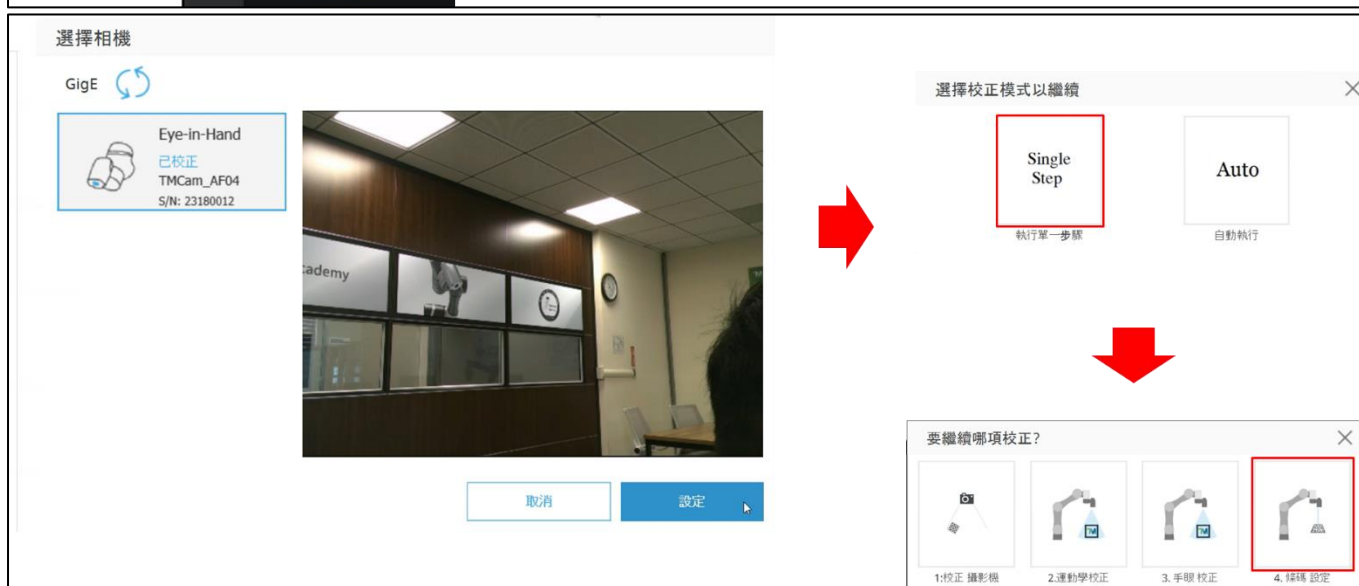 選擇相機
GigE
Eye-in-Hand
已校正
TMCam_AF04
S/N: 23180012
cademy
取消
設定
選擇校正模式以繼續
Single
Step
Auto
執行單一步驟
自動執行
要繼續哪項校正?
1:校正 攝影機
2.運動學校正
3. 手眼 校正
4. 條碼 設定